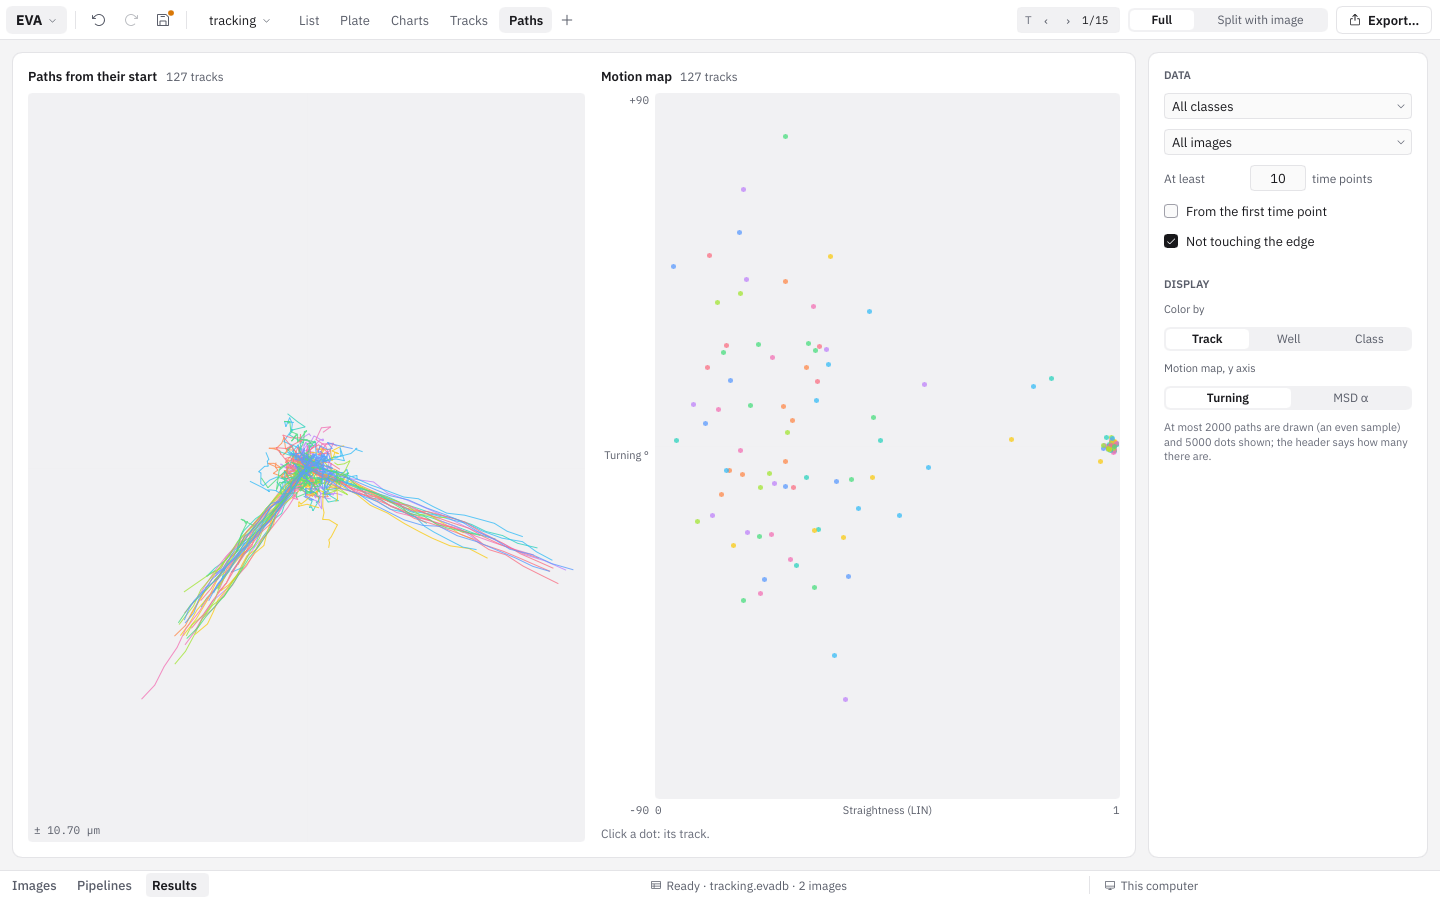 EVA
tracking
List
Plate
Charts
Tracks
Paths
T
1/15
Full
Split with image
Export...
Paths from their start 127 tracks
± 10.70 µm
Motion map 127 tracks
+90
Turning °
-90 0
Straightness (LIN)
1
Click a dot: its track.
DATA
All classes
All images
At least 10 time points
From the first time point
Not touching the edge
DISPLAY
Color by
Track Well Class
Motion map, y axis
Turning MSD α
At most 2000 paths are drawn (an even sample)
and 5000 dots shown; the header says how many
there are.
Images
Pipelines
Results
Ready · tracking.evadb · 2 images
This computer